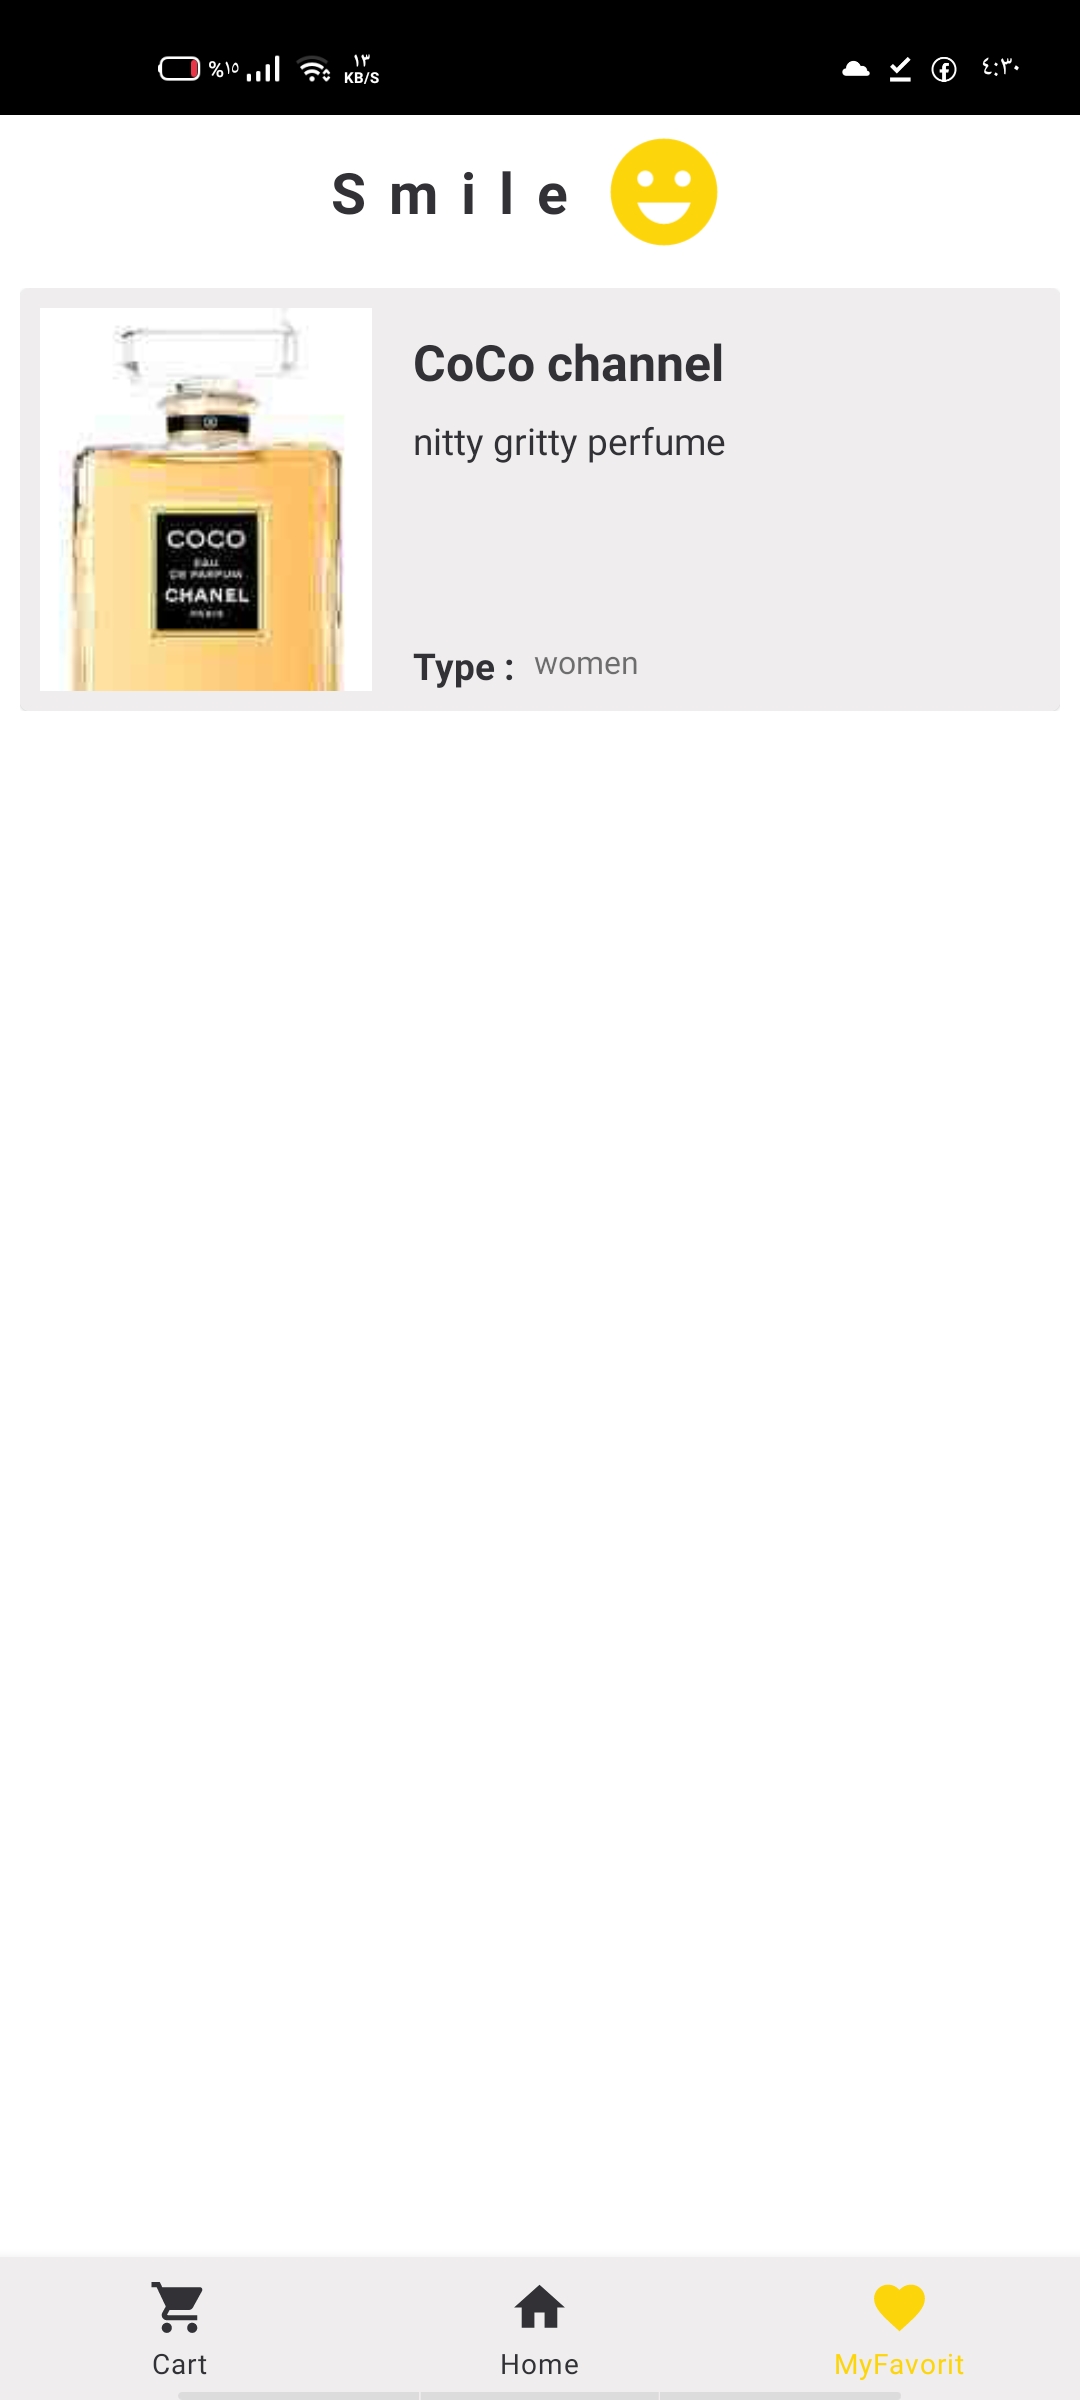 %١٥ ١٣ KB/S ٤:٣٠
Smile
CoCo channel
nitty gritty perfume
COCO
EAU
DE PARFUM
CHANEL
PARIS
Type : women
Cart Home MyFavorit